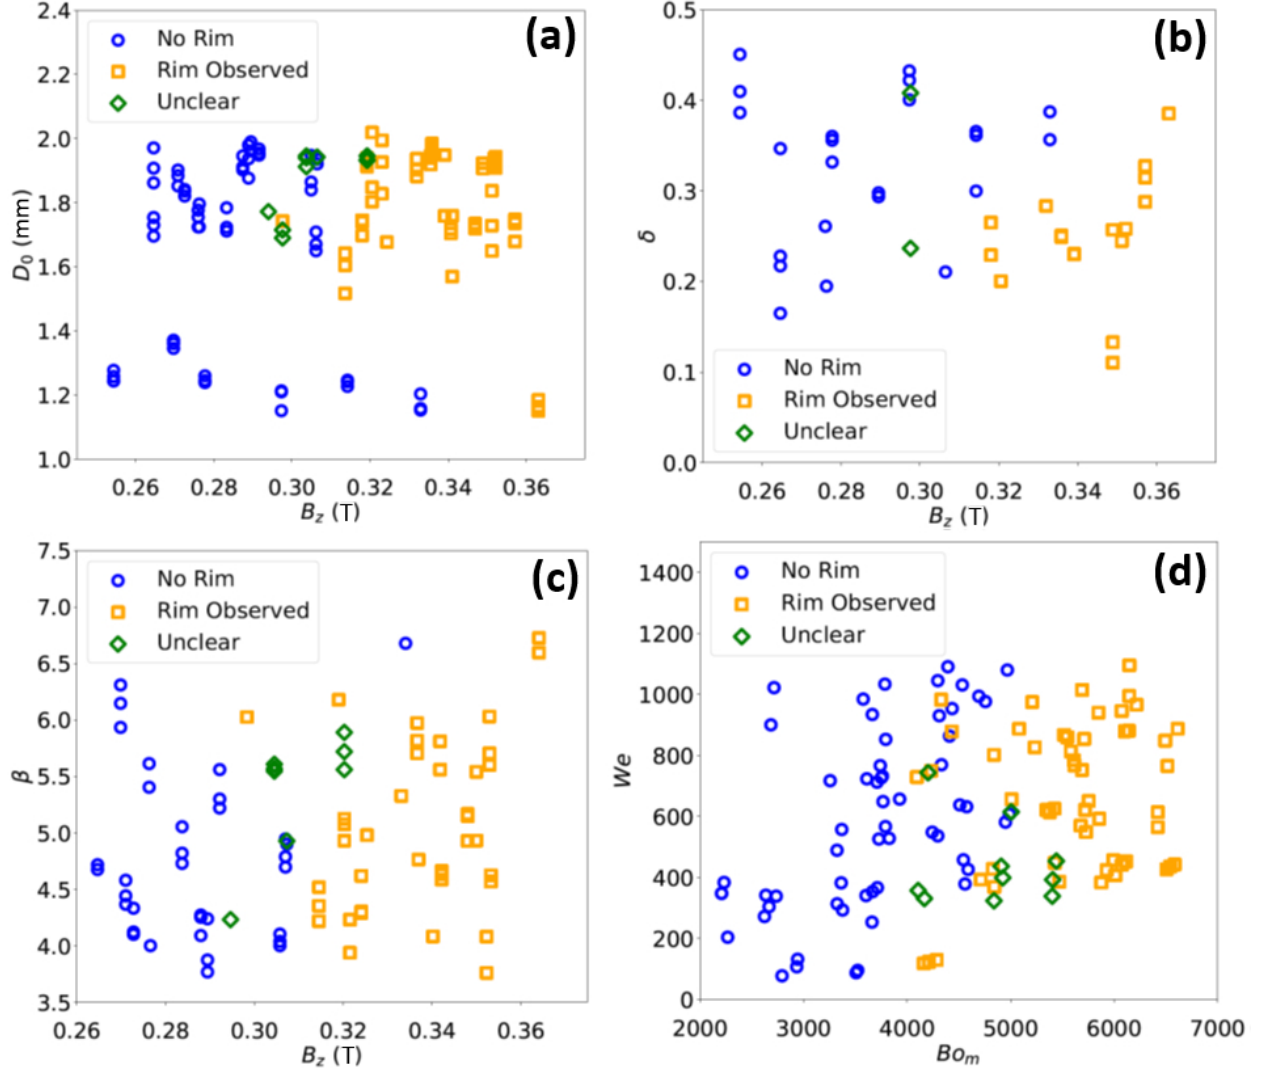 (a)
No Rim
Rim Observed
Unclear
2.4
2.2
2.0
1.8
1.6
1.4
1.2
1.0
D0 (mm)
0.26 0.28 0.30 0.32 0.34 0.36
Bz (T)
(b)
0.5
0.4
0.3
0.2
0.1
0.0
δ
No Rim
Rim Observed
Unclear
0.26 0.28 0.30 0.32 0.34 0.36
Bz (T)
(c)
No Rim
Rim Observed
Unclear
7.5
7.0
6.5
6.0
5.5
5.0
4.5
4.0
3.5
β
0.26 0.28 0.30 0.32 0.34 0.36
Bz (T)
(d)
No Rim
Rim Observed
Unclear
1400
1200
1000
800
600
400
200
0
We
2000 3000 4000 5000 6000 7000
Bom